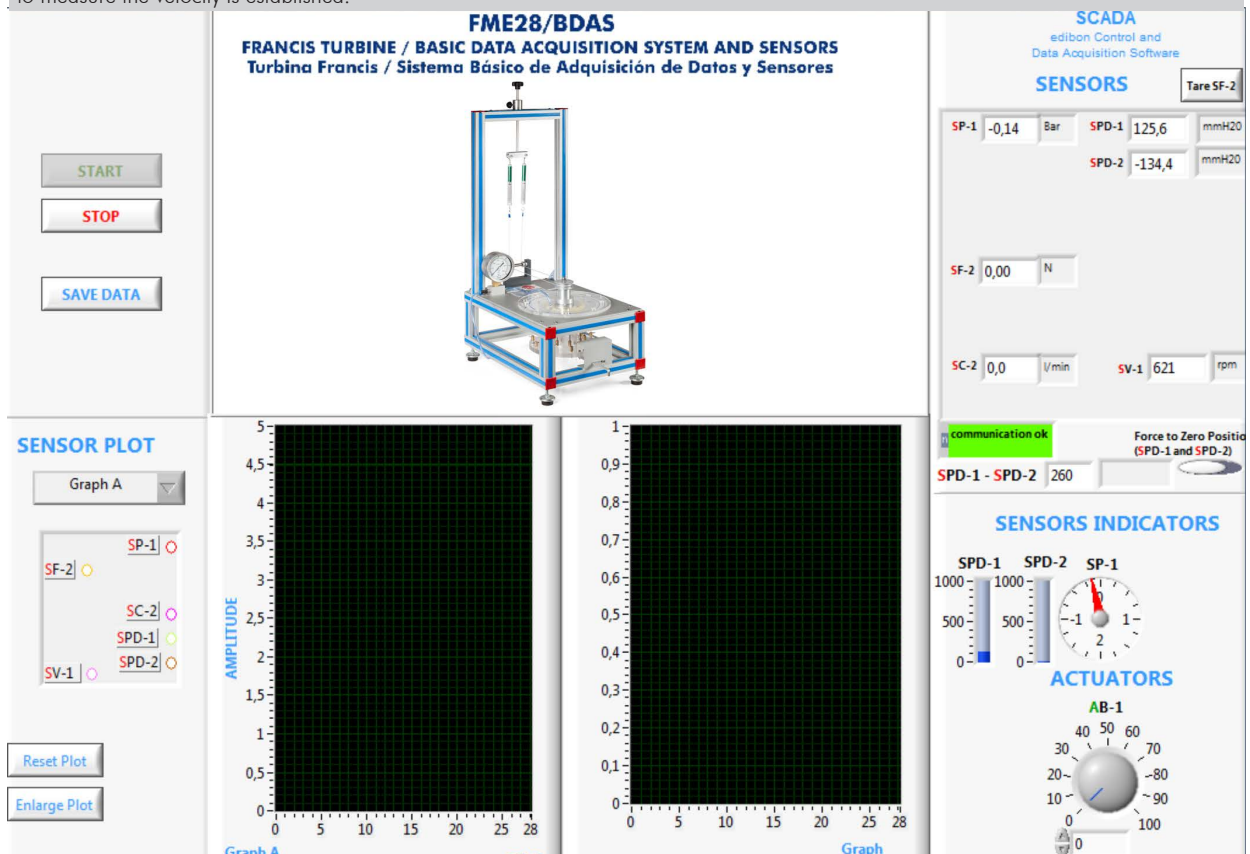 To measure the velocity is established.
FME28/BDAS
FRANCIS TURBINE / BASIC DATA ACQUISITION SYSTEM AND SENSORS
Turbina Francis / Sistema Básico de Adquisición de Datos y Sensores
START
STOP
SAVE DATA
SCADA
edibon Control and
Data Acquisition Software
SENSORS
Tare SF-2
SP-1 -0,14 Bar SPD-1 125,6 mmH20
SPD-2 -134,4 mmH20
SF-2 0,00 N
SC-2 0,0 l/min SV-1 621 rpm
communication ok
Force to Zero Positio
(SPD-1 and SPD-2)
SPD-1 - SPD-2 260
SENSOR PLOT
Graph A
SP-1
SF-2
SC-2
SPD-1
SPD-2
SV-1
Reset Plot
Enlarge Plot
AMPLITUDE
5
4,5
4
3,5
3
2,5
2
1,5
1
0,5
0
0 5 10 15 20 25 28
Graph A
1
0,9
0,8
0,7
0,6
0,5
0,4
0,3
0,2
0,1
0
0 5 10 15 20 25 28
Graph
SENSORS INDICATORS
SPD-1 SPD-2 SP-1
1000 1000
500 500
0 0
-1 0 1
2
ACTUATORS
AB-1
0 10 20 30 40 50 60 70 80 90 100
0